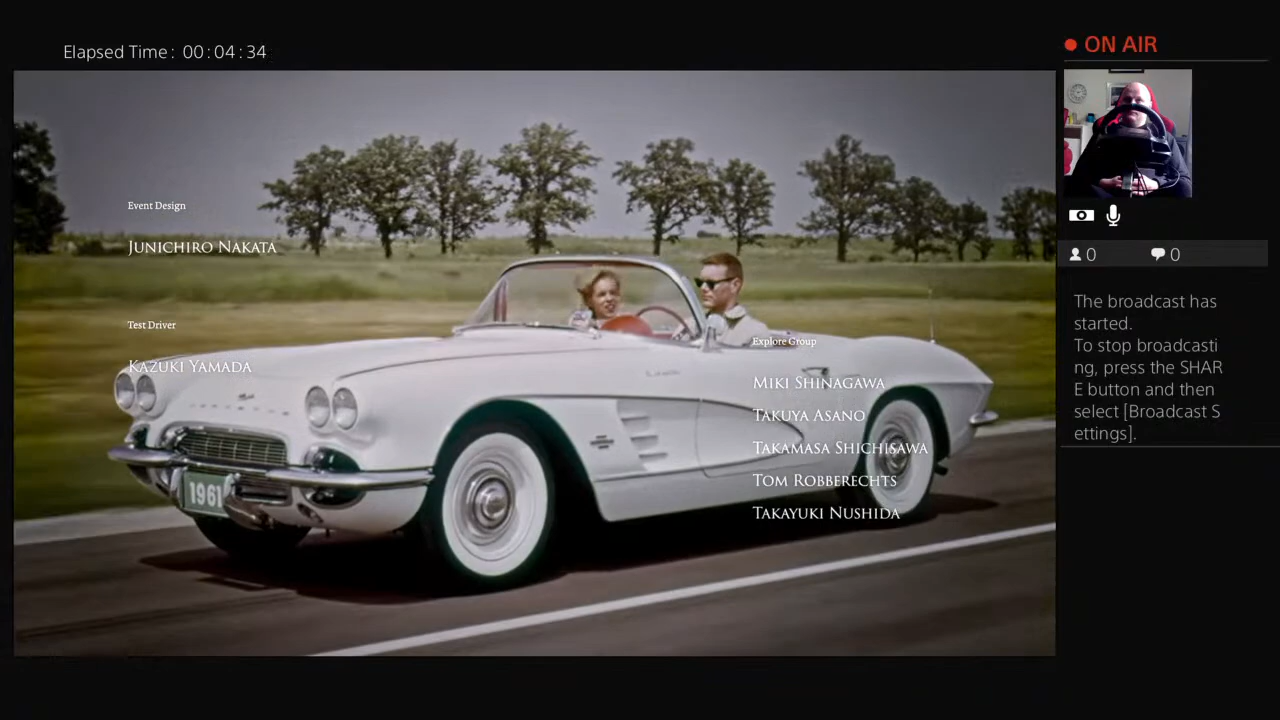 Elapsed Time: 00:04:34
ON AIR
Event Design
JUNICHIRO NAKATA
Test Driver
KAZUKI YAMADA
1961
Explore Group
MIKI SHINAGAWA
TAKUYA ASANO
TAKAMASA SHICHISAWA
TOM ROBBERECHTS
TAKAYUKI NUSHIDA
0
0
The broadcast has
started.
To stop broadcasti
ng, press the SHAR
E button and then
select [Broadcast S
ettings].